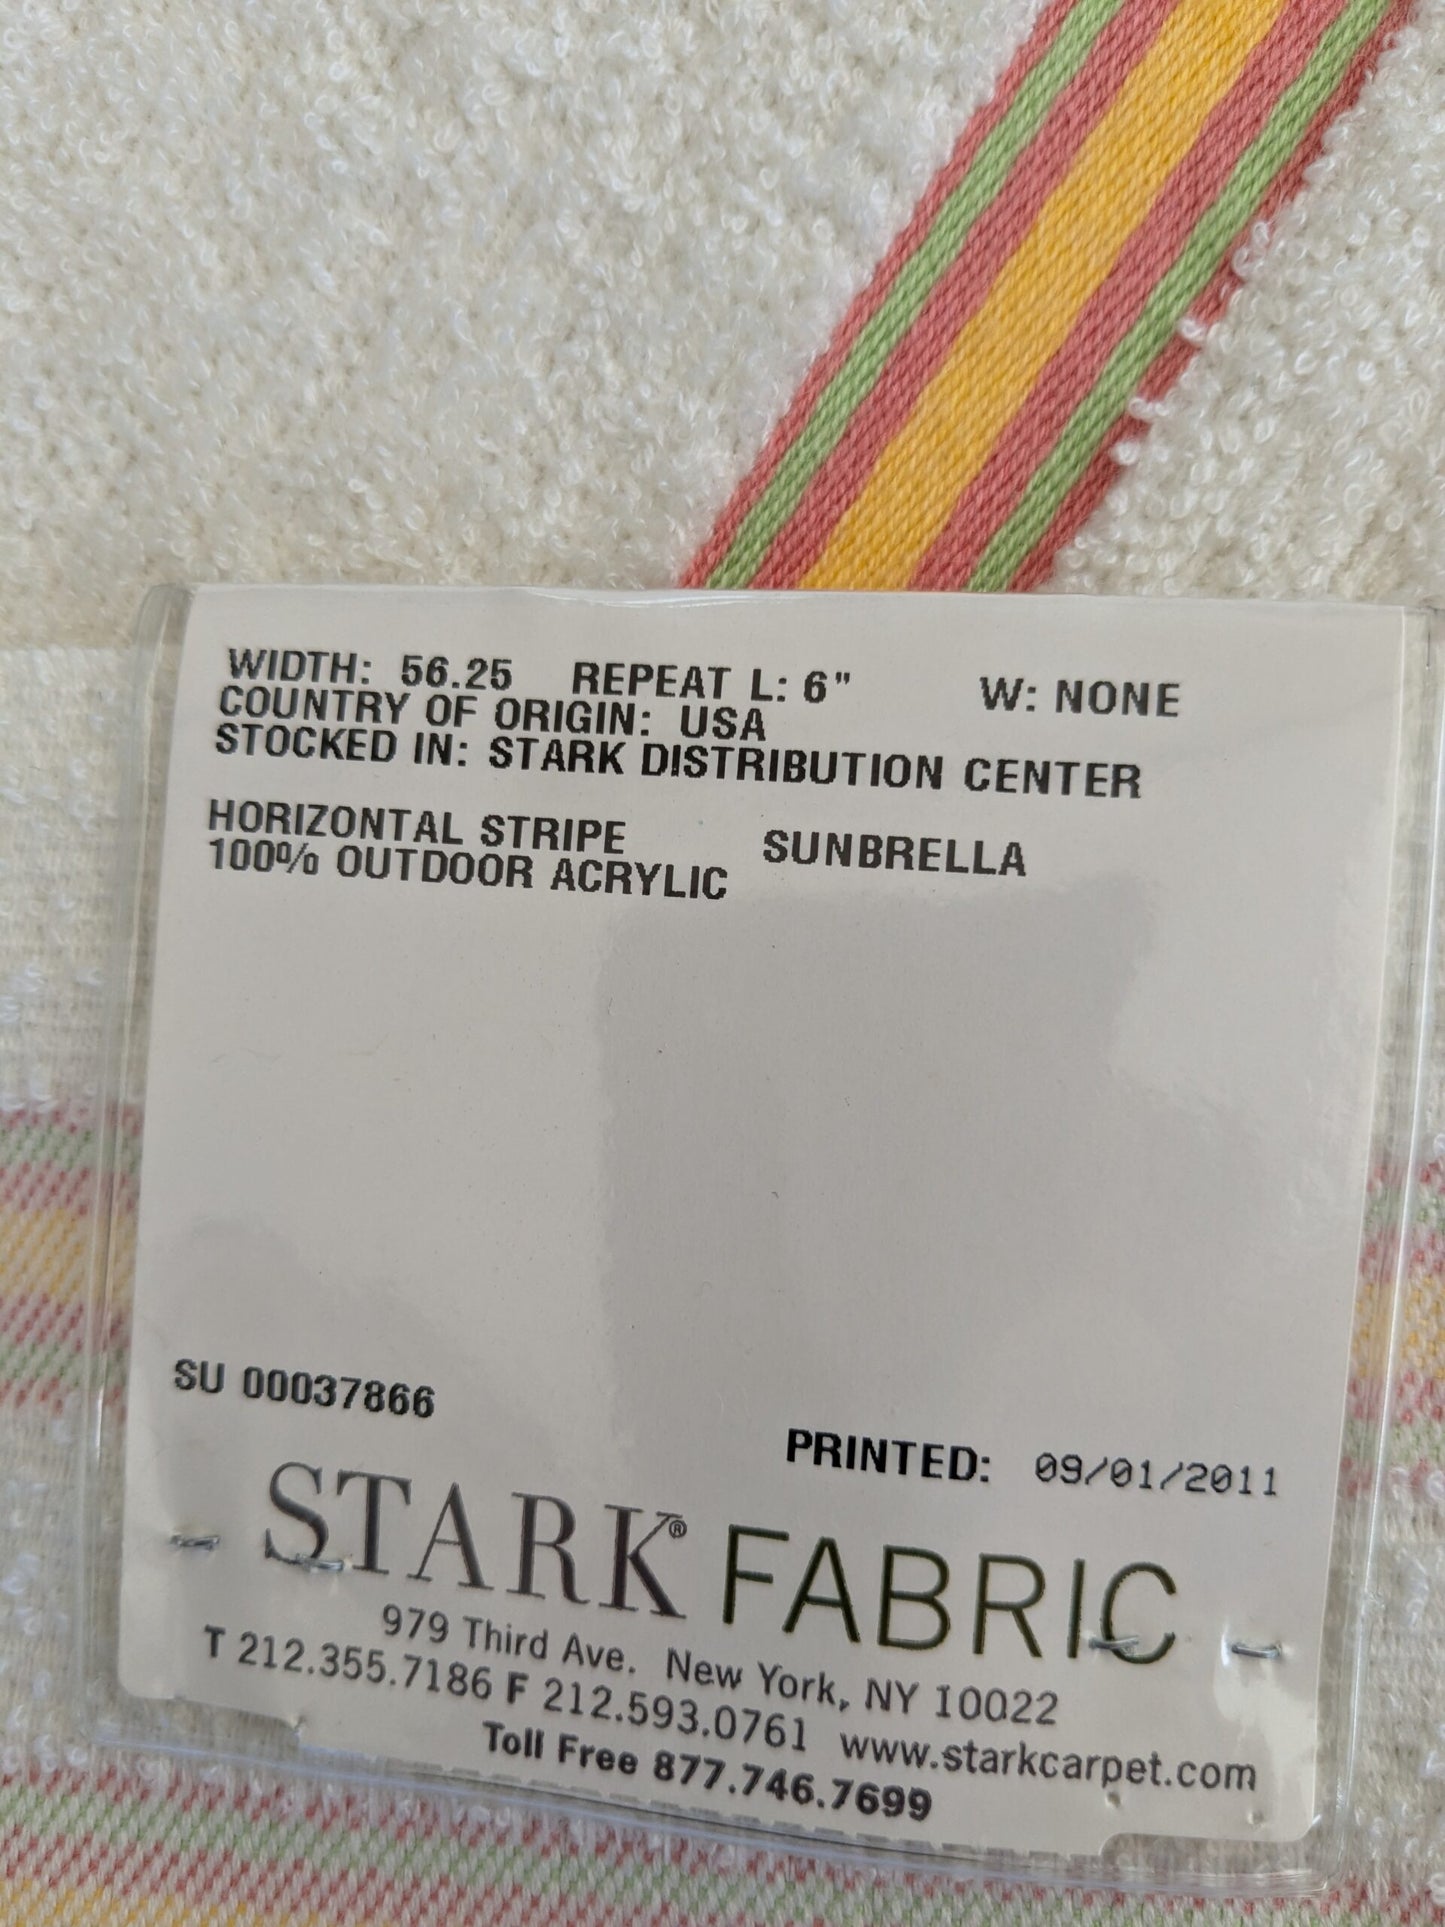 WIDTH: 56.25 REPEAT L: 6" W: NONE
COUNTRY OF ORIGIN: USA
STOCKED IN: STARK DISTRIBUTION CENTER
HORIZONTAL STRIPE SUNBRELLA
100% OUTDOOR ACRYLIC
SU 00037866
PRINTED: 09/01/2011
STARK® FABRIC
979 Third Ave. New York, NY 10022
T 212.355.7186 F 212.593.0761 www.starkcarpet.com
Toll Free 877.746.7699